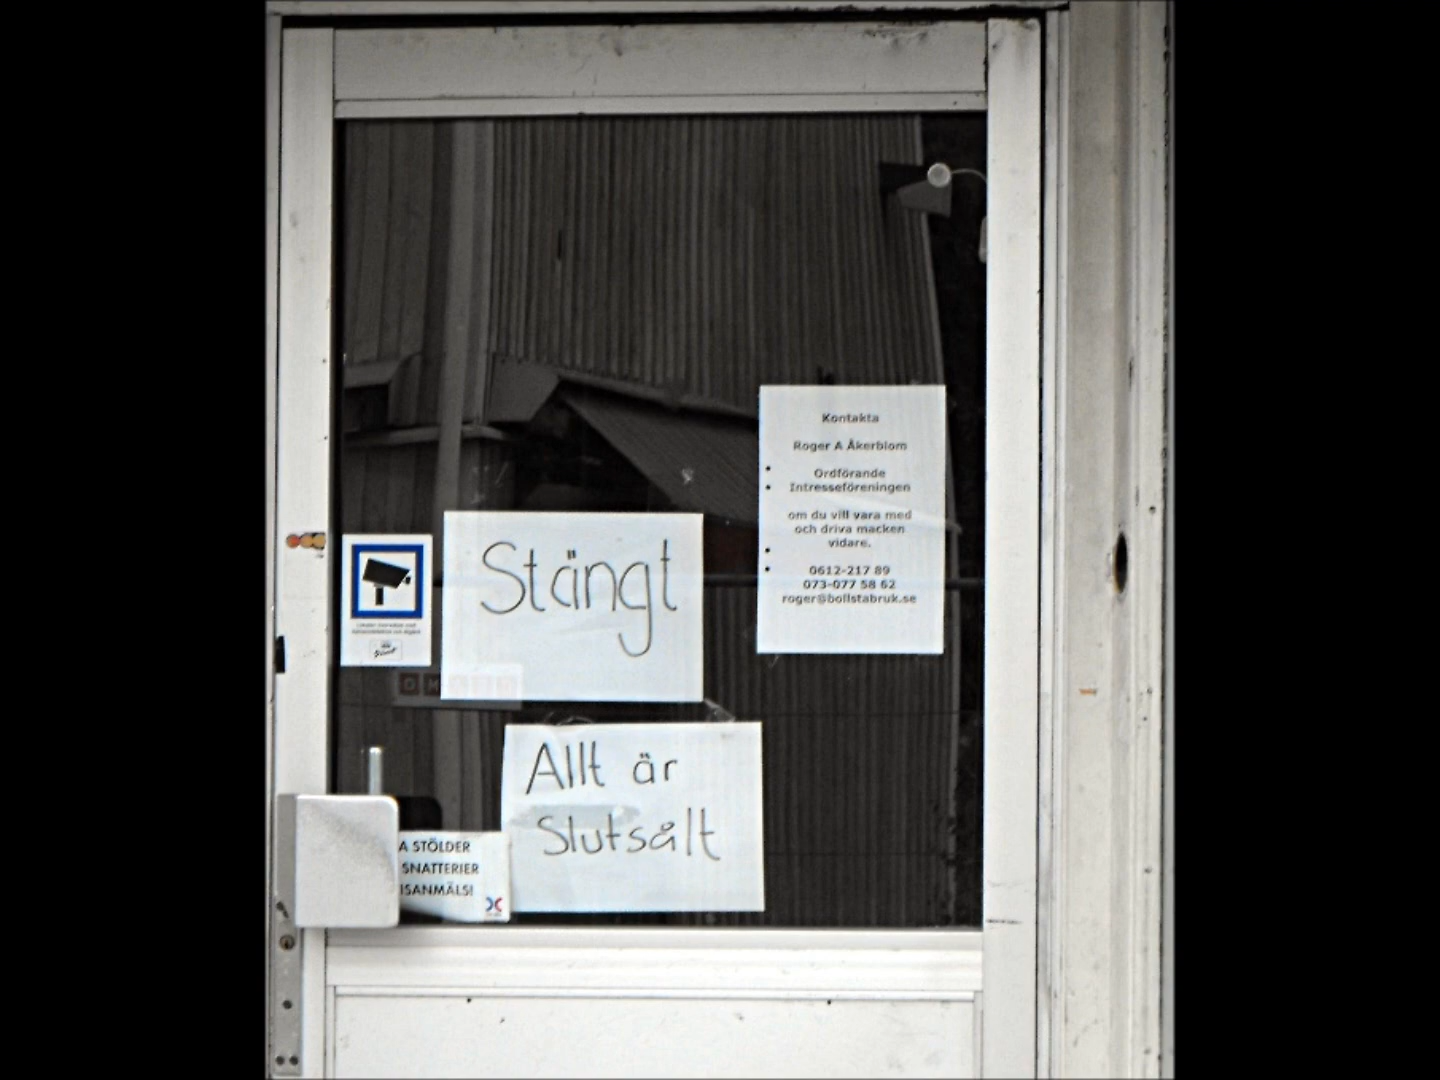 Kontakta
Roger A Åkerblom
Ordförande
Intresseföreningen
om du vill vara med
och driva macken
vidare.
0612-217 89
073-077 58 62
roger@bollstabruk.se
Stängt
Allt är
Slutsålt
A STÖLDER
SNATTERIER
ISANMÄLS!